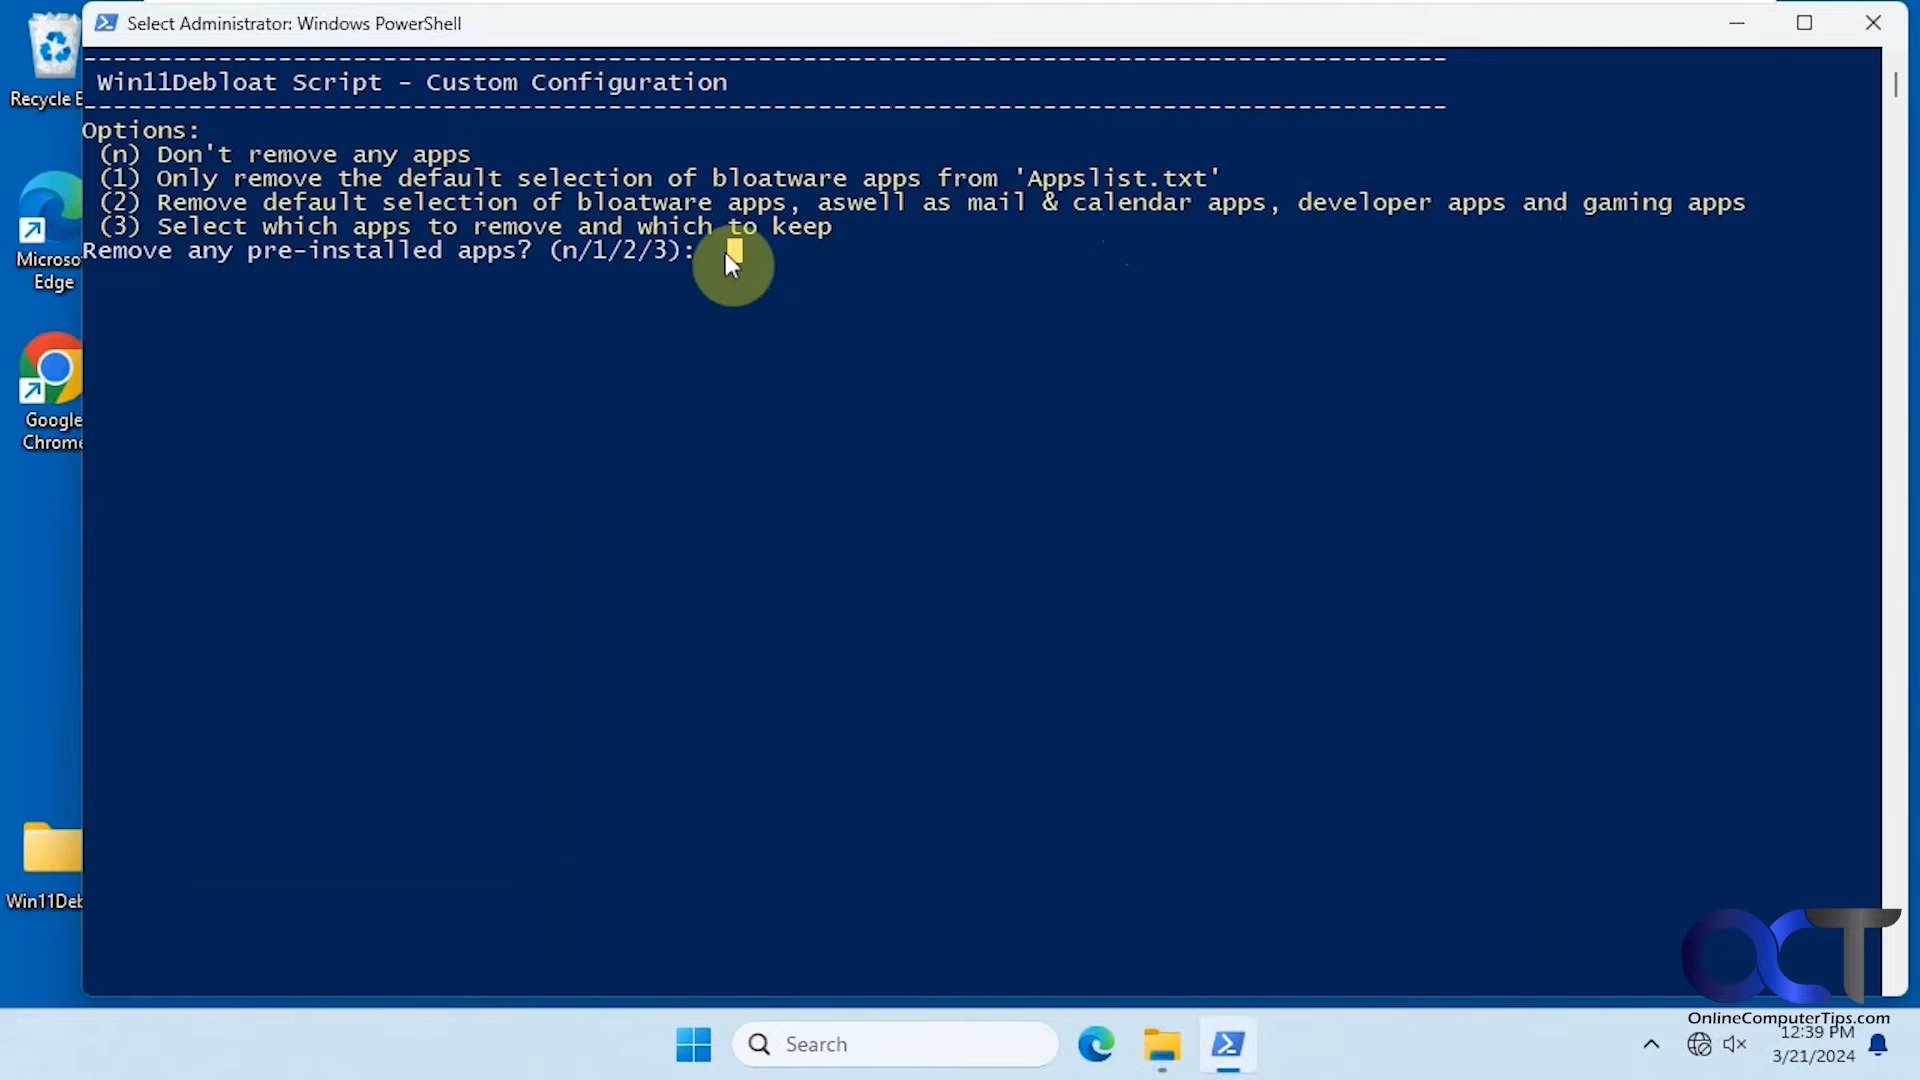 Select Administrator: Windows PowerShell
Win11Debloat Script - Custom Configuration
Options:
(n) Don't remove any apps
(1) Only remove the default selection of bloatware apps from 'Appslist.txt'
(2) Remove default selection of bloatware apps, aswell as mail & calendar apps, developer apps and gaming apps
(3) Select which apps to remove and which to keep
Remove any pre-installed apps? (n/1/2/3):
Recycle
Microso
Edge
Google
Chrome
Win11Deb
OCT
OnlineComputerTips.com
Search
12:39 PM
3/21/2024